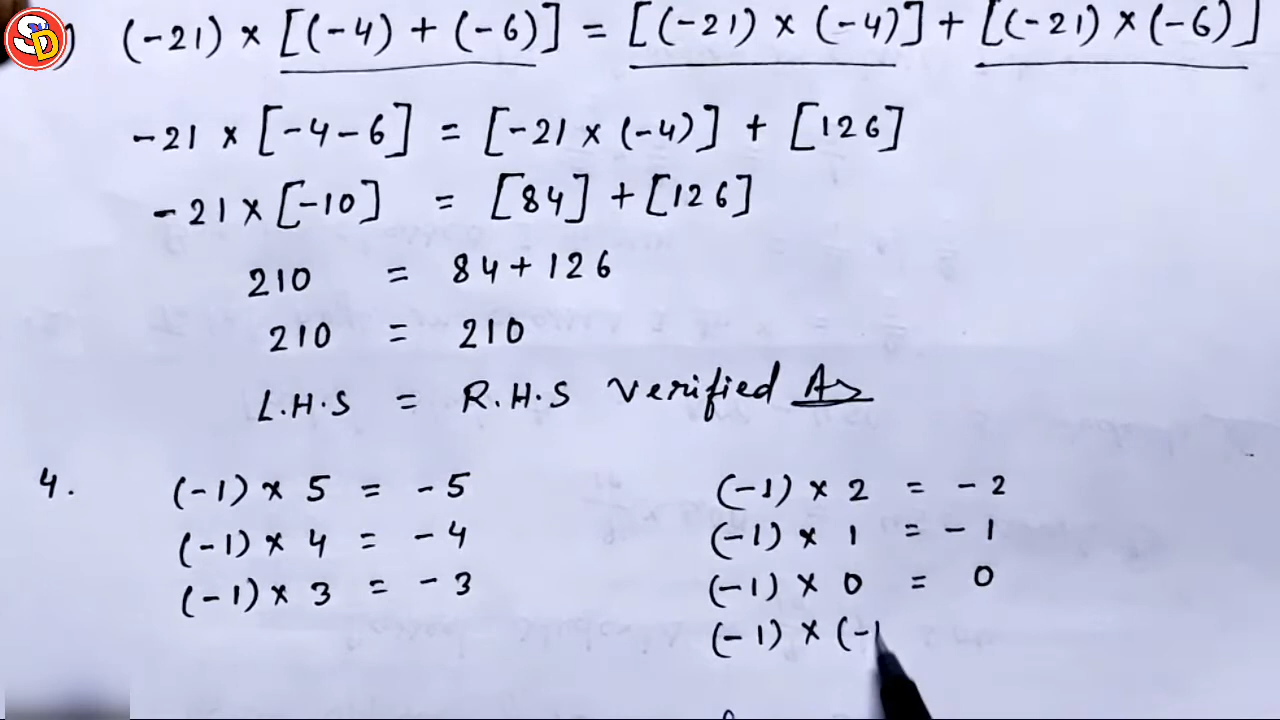 SD
) (-21) × [(-4) + (-6)] = [(-21) × (-4)] + [(-21) × (-6)]
-21 × [-4-6] = [-21 × (-4)] + [126]
-21 × [-10] = [84] + [126]
210 = 84 + 126
210 = 210
L.H.S = R.H.S Verified As
4. (-1) × 5 = -5
(-1) × 4 = -4
(-1) × 3 = -3
(-1) × 2 = -2
(-1) × 1 = -1
(-1) × 0 = 0
(-1) × (-1